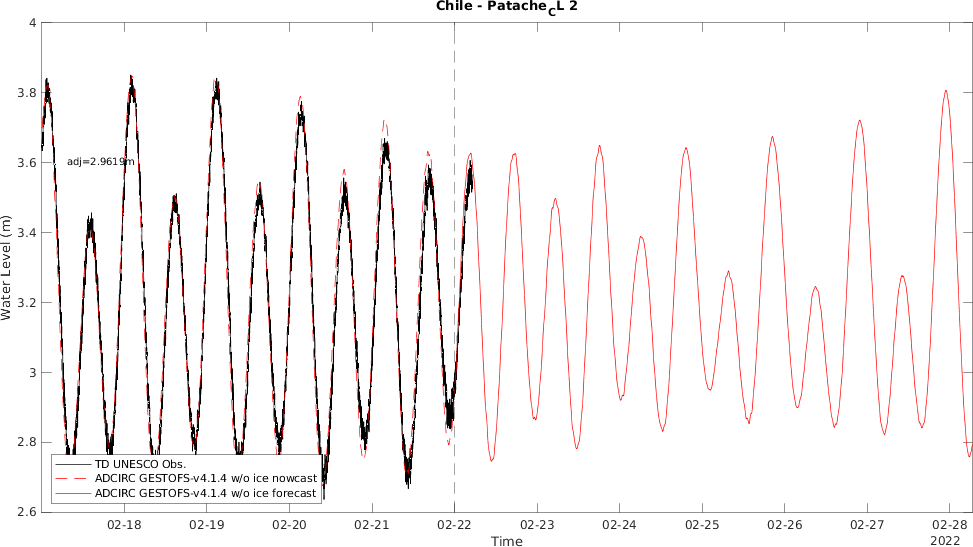 Chile - Patache_CL 2
4
3.8
3.6
3.4
3.2
3
2.8
2.6
Water Level (m)
adj=2.9619m
TD UNESCO Obs.
ADCIRC GESTOFS-v4.1.4 w/o ice nowcast
ADCIRC GESTOFS-v4.1.4 w/o ice forecast
02-18 02-19 02-20 02-21 02-22 02-23 02-24 02-25 02-26 02-27 02-28
Time
2022